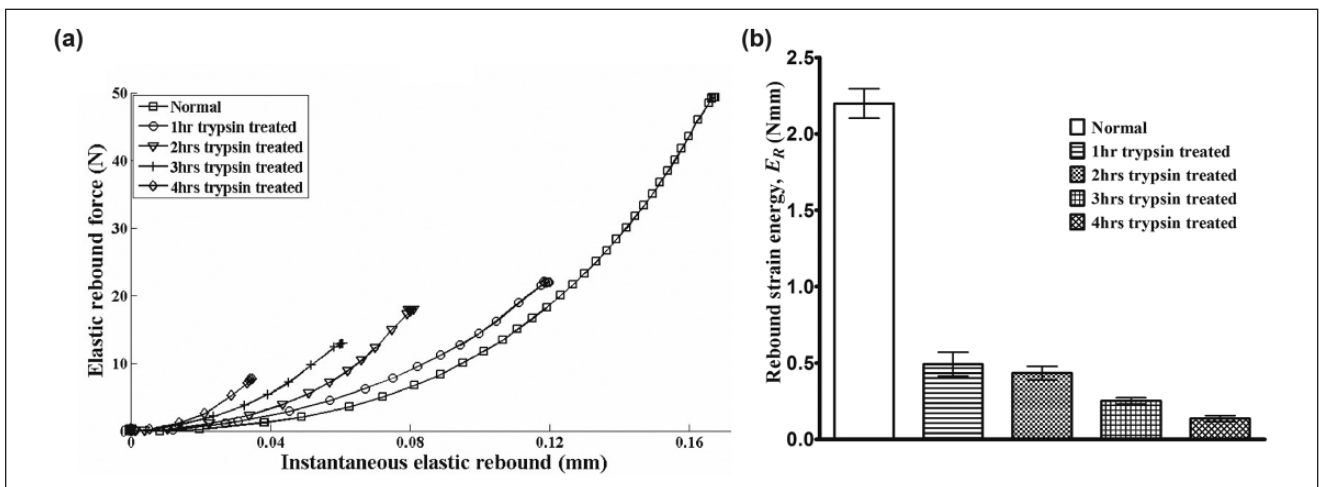 (a)
Elastic rebound force (N)
50
40
30
20
10
0
Normal
1hr trypsin treated
2hrs trypsin treated
3hrs trypsin treated
4hrs trypsin treated
0 0.04 0.08 0.12 0.16
Instantaneous elastic rebound (mm)
(b)
Rebound strain energy, E_R (Nmm)
2.5
2.0
1.5
1.0
0.5
0.0
Normal
1hr trypsin treated
2hrs trypsin treated
3hrs trypsin treated
4hrs trypsin treated